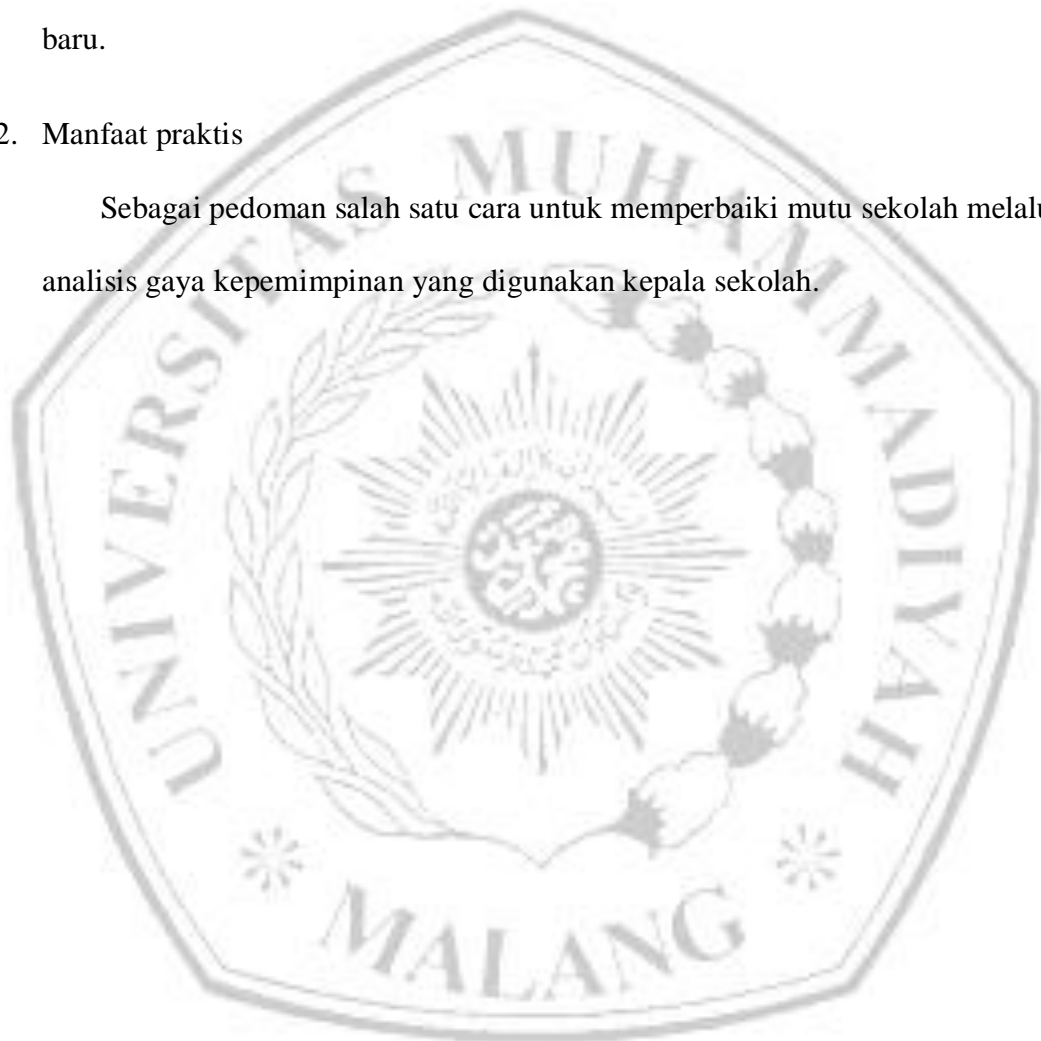 baru.
2. Manfaat praktis
Sebagai pedoman salah satu cara untuk memperbaiki mutu sekolah melalu
analisis gaya kepemimpinan yang digunakan kepala sekolah.
UNIVERSITAS MUHAMMADIYAH
MALANG